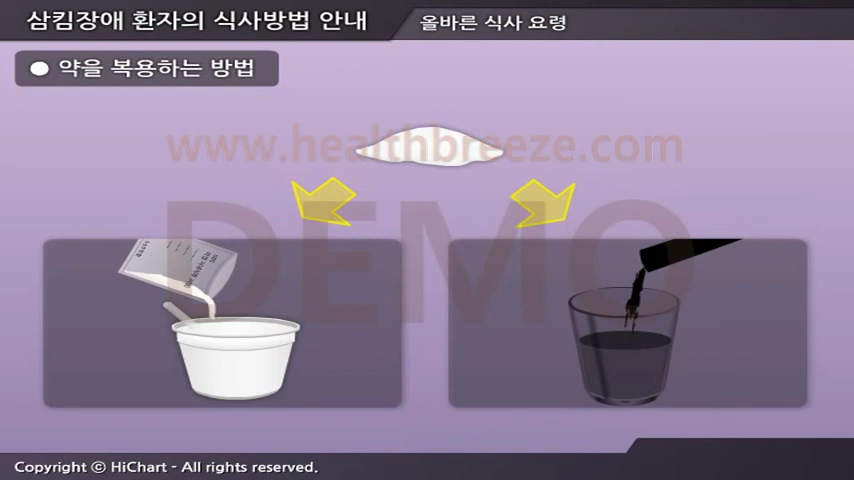 삼킴장애 환자의 식사방법 안내
올바른 식사 요령
약을 복용하는 방법
www.healthbreeze.com
DEMO
Copyright ⓒ HiChart - All rights reserved.